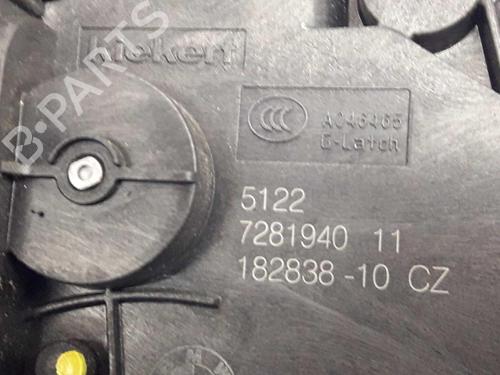 Kiekert
B-PARTS
CCC
A046465
G-Latch
5122
7281940 11
182838-10 CZ